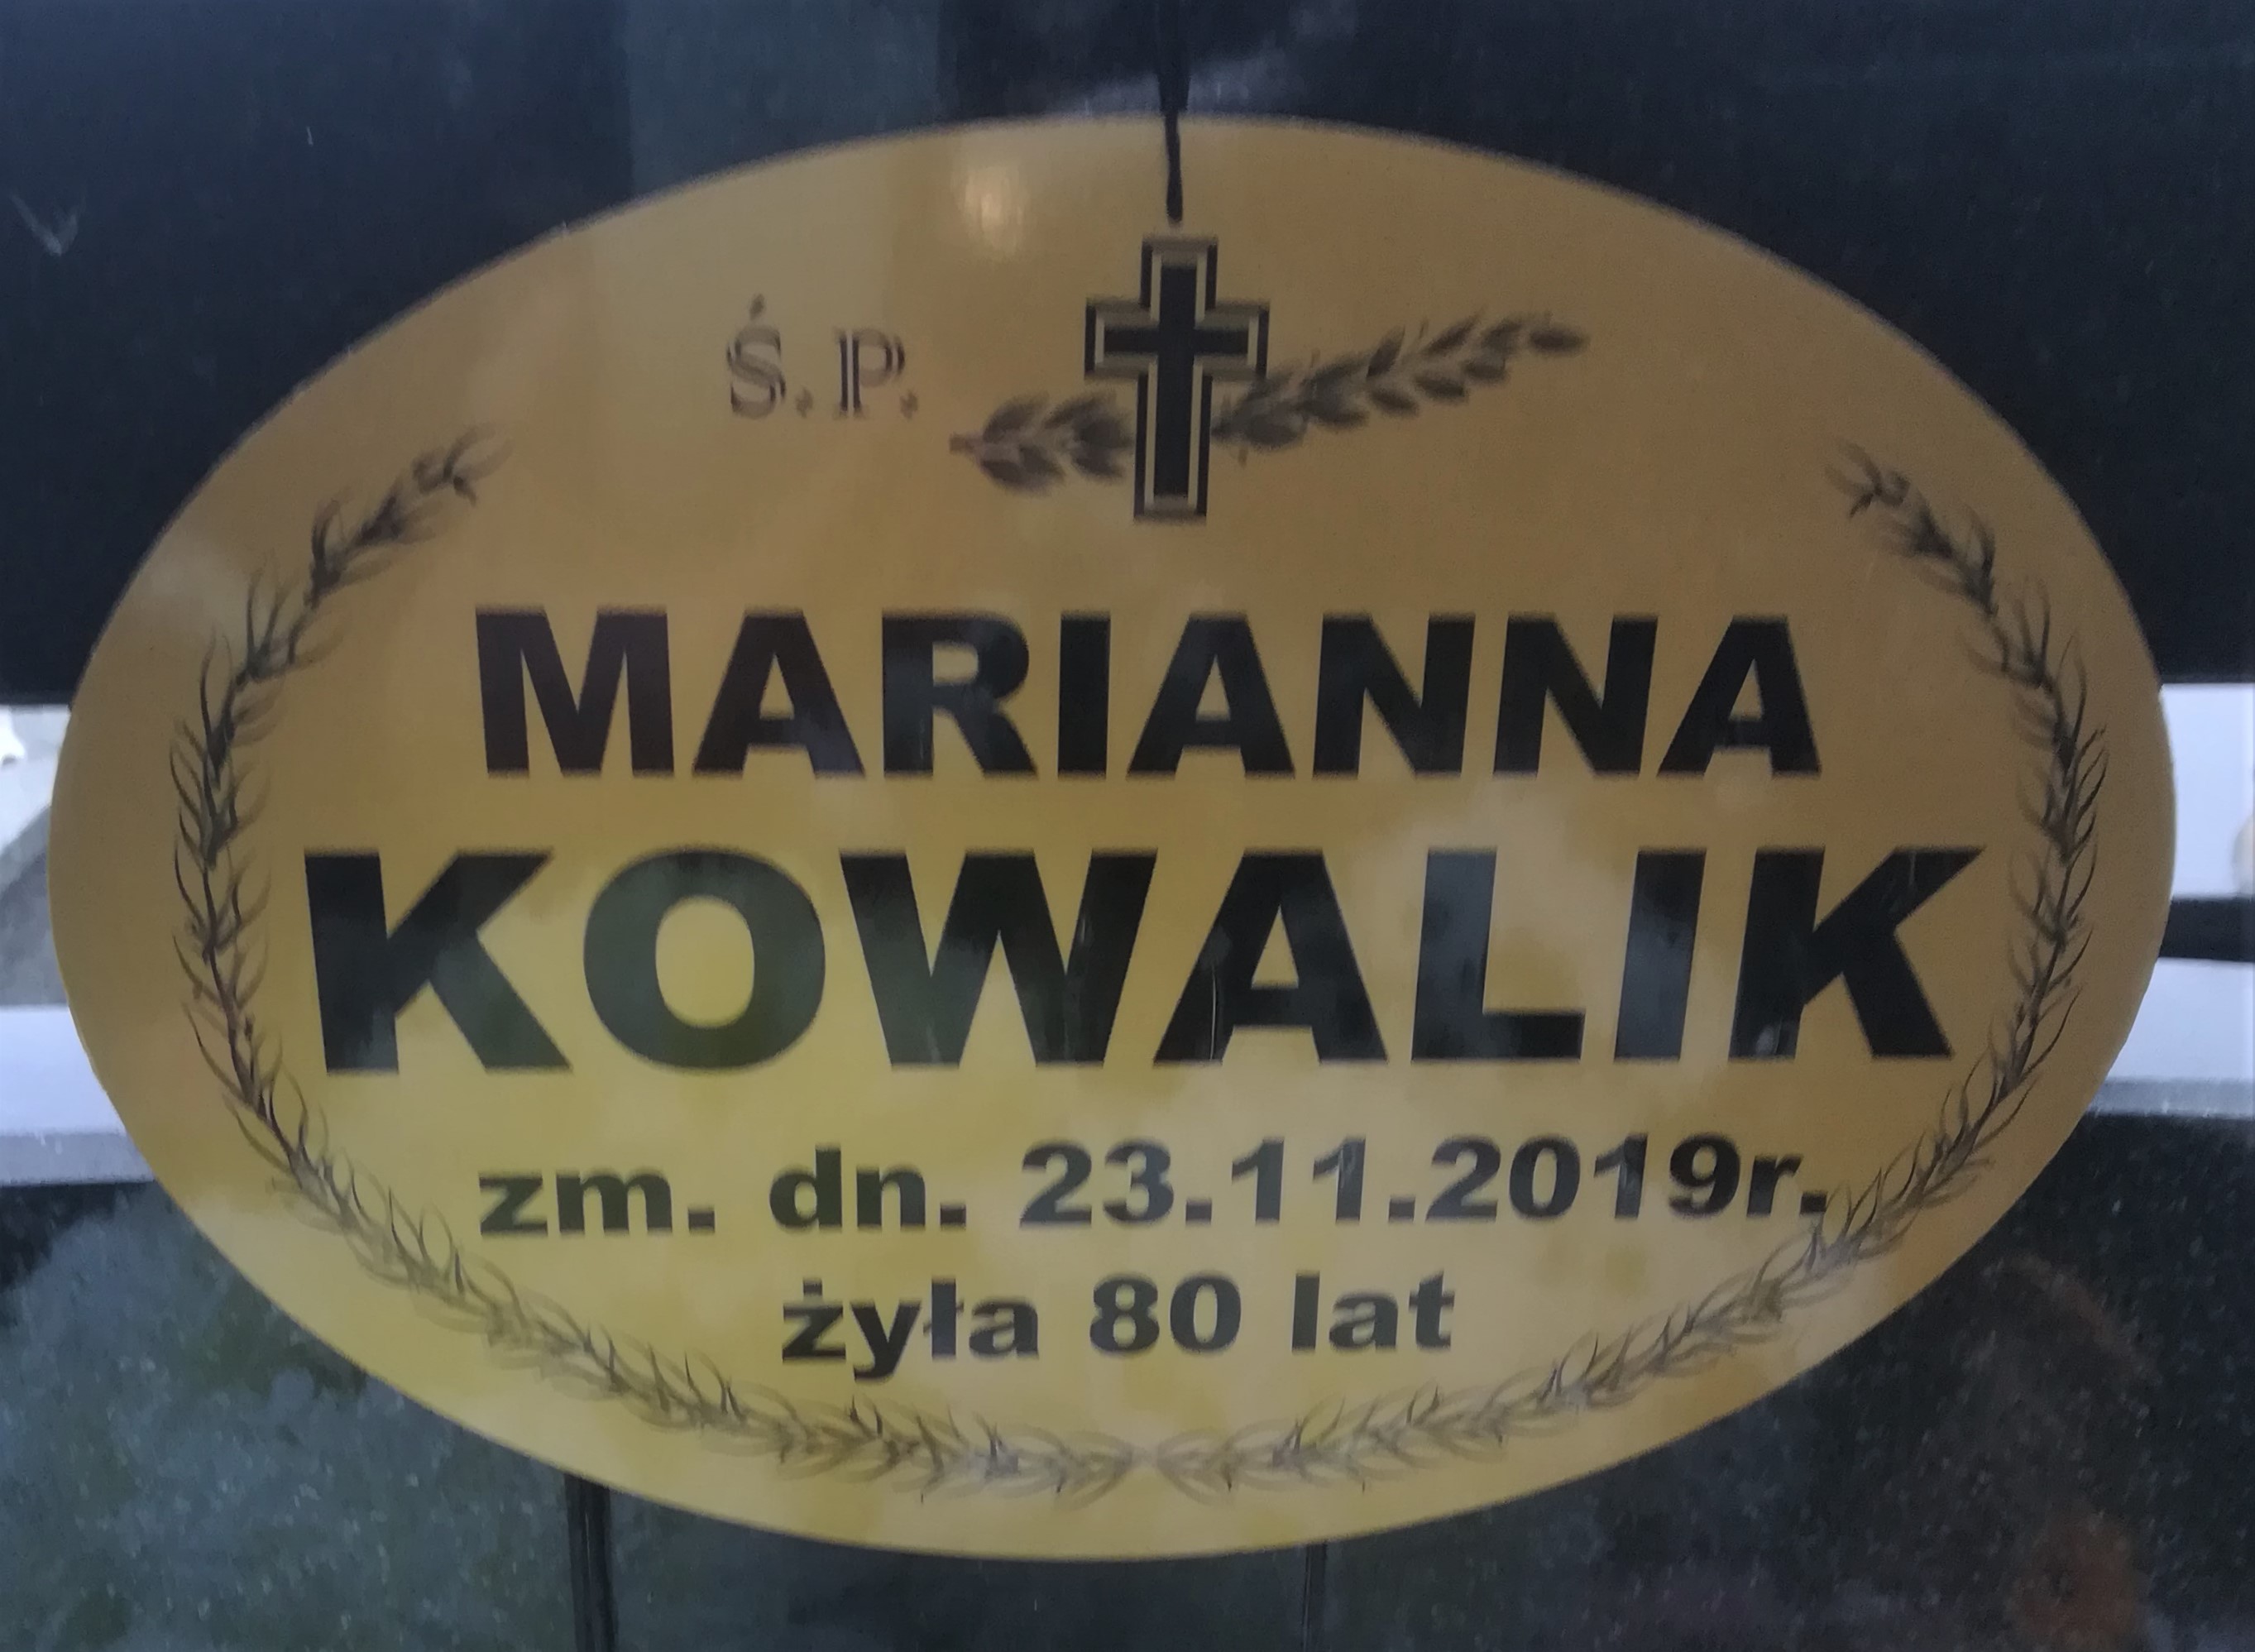 Ś.P.
MARIANNA
KOWALIK
zm. dn. 23.11.2019r.
żyła 80 lat